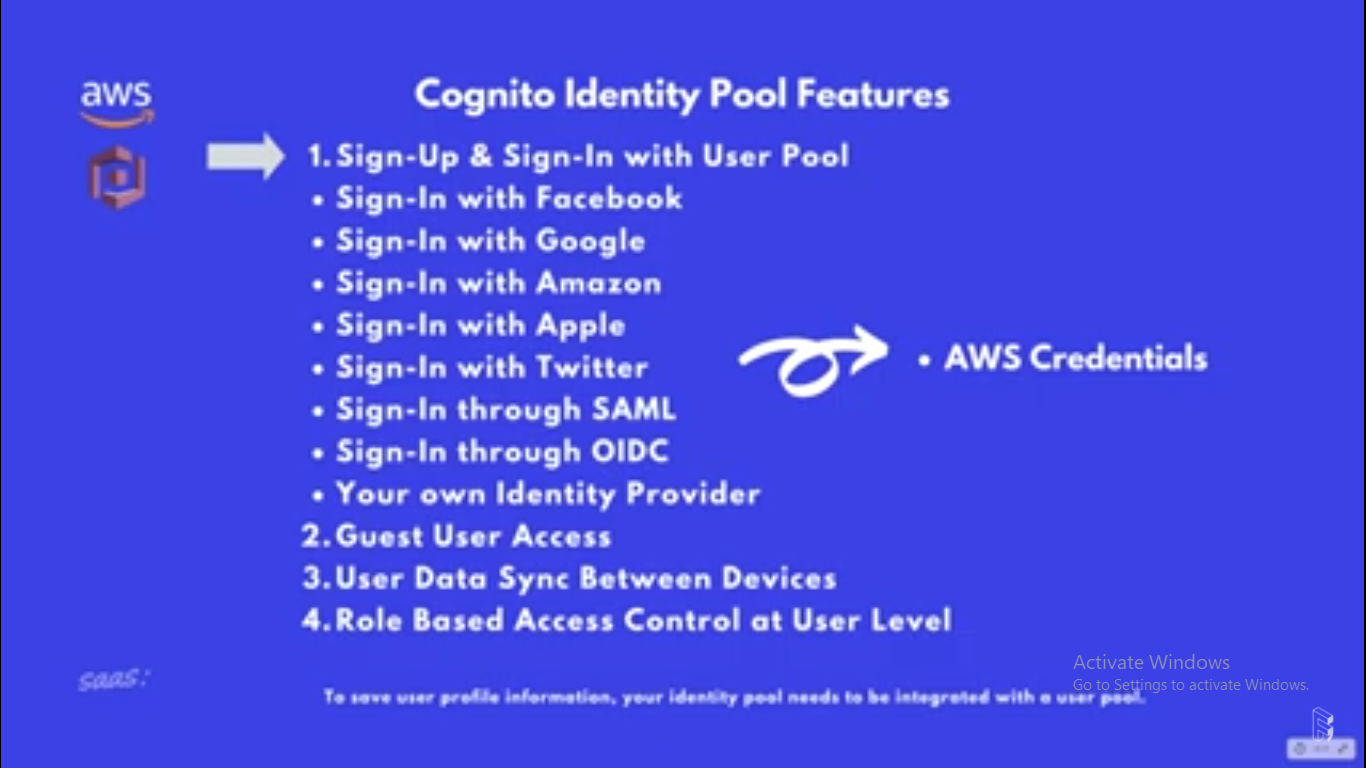 aws
Cognito Identity Pool Features
1. Sign-Up & Sign-In with User Pool
• Sign-In with Facebook
• Sign-In with Google
• Sign-In with Amazon
• Sign-In with Apple
• Sign-In with Twitter
• Sign-In through SAML
• Sign-In through OIDC
• Your own Identity Provider
2. Guest User Access
3. User Data Sync Between Devices
4. Role Based Access Control at User Level
• AWS Credentials
saas:
To save user profile information, your identity pool needs to be integrated with a user pool.
Activate Windows
Go to Settings to activate Windows.